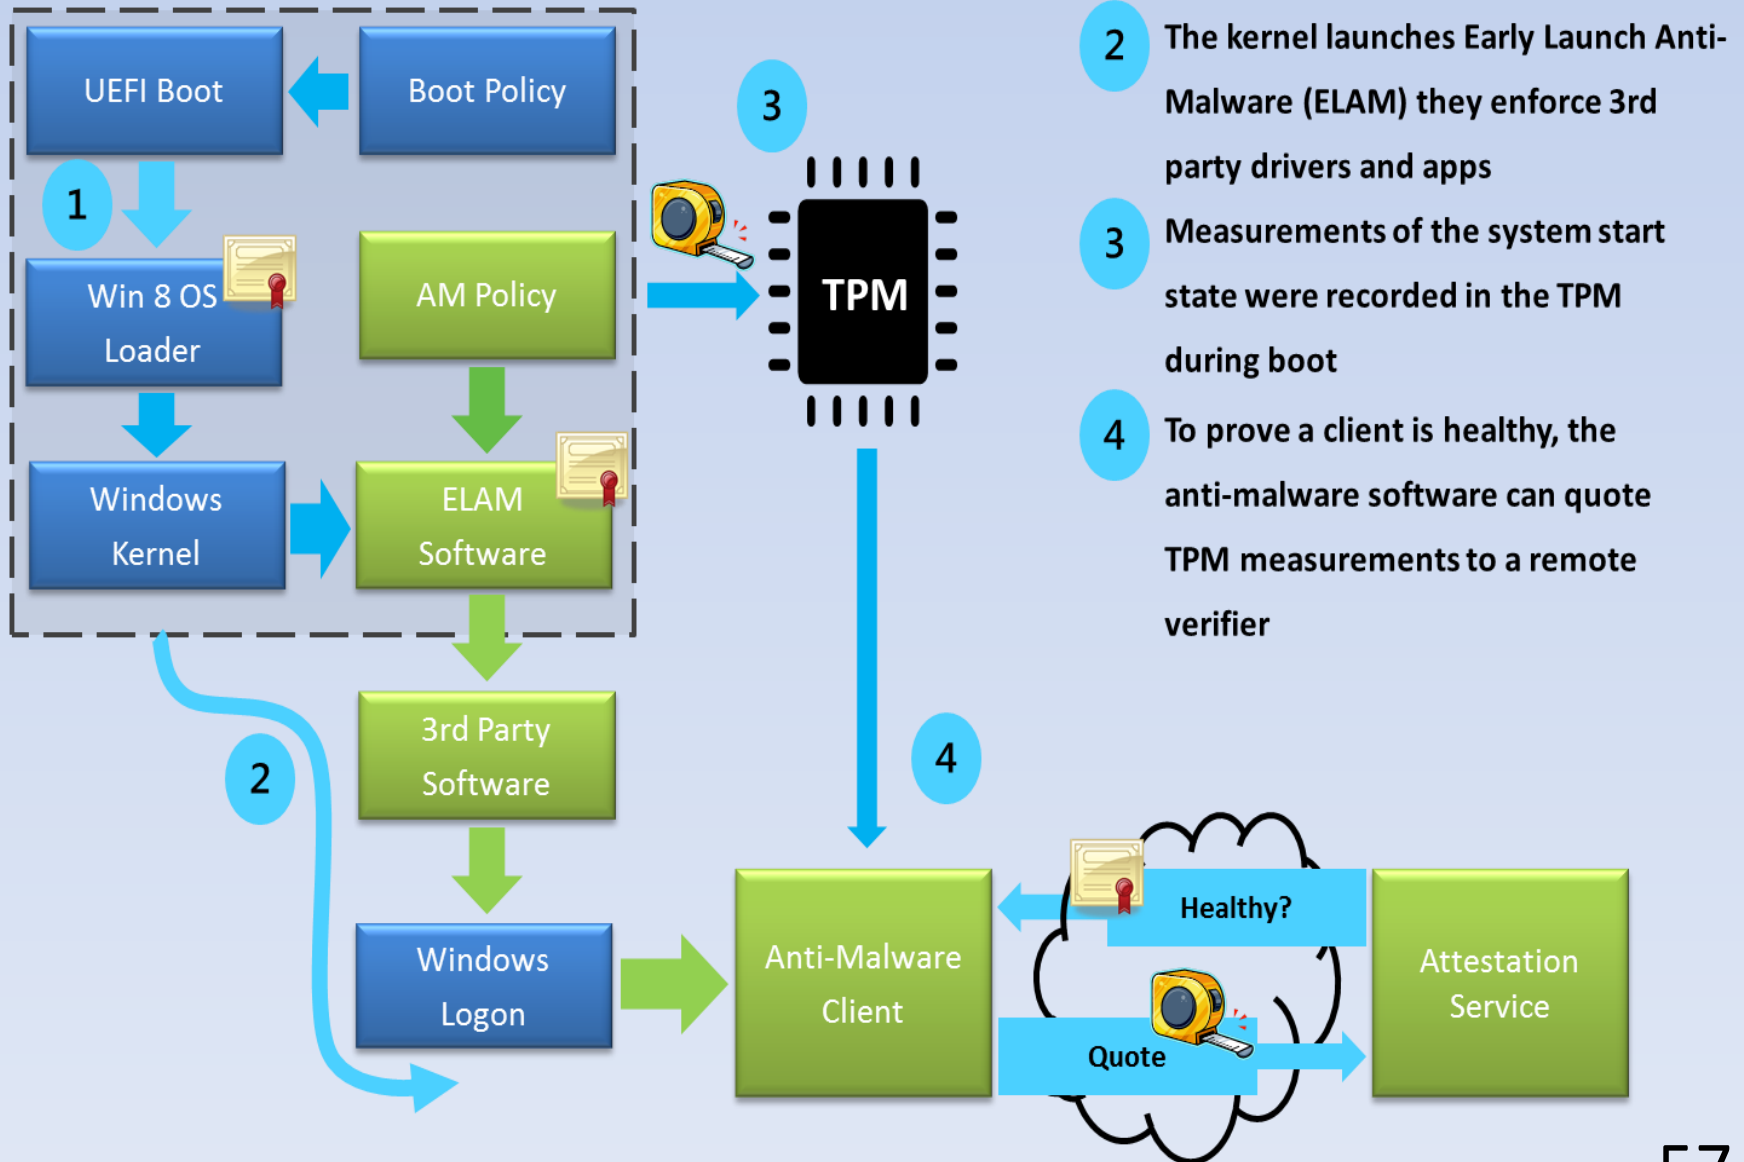 UEFI Boot
Boot Policy
1
Win 8 OS
Loader
AM Policy
Windows
Kernel
ELAM
Software
3
TPM
2
3rd Party
Software
Windows
Logon
4
Anti-Malware
Client
Healthy?
Quote
Attestation
Service
2
The kernel launches Early Launch Anti-
Malware (ELAM) they enforce 3rd
party drivers and apps
3
Measurements of the system start
state were recorded in the TPM
during boot
4
To prove a client is healthy, the
anti-malware software can quote
TPM measurements to a remote
verifier
57